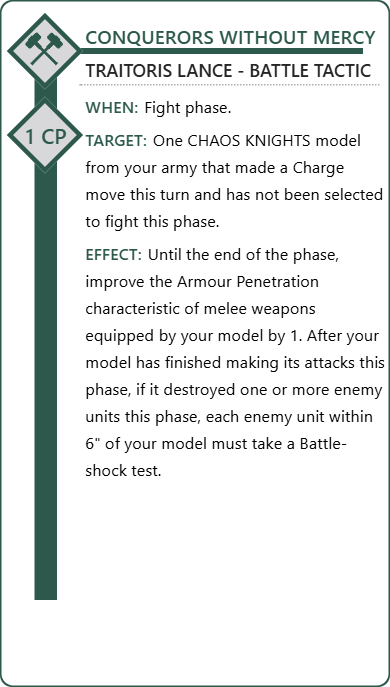 CONQUERORS WITHOUT MERCY
TRAITORIS LANCE - BATTLE TACTIC
WHEN: Fight phase.
1 CP
TARGET: One CHAOS KNIGHTS model
from your army that made a Charge
move this turn and has not been selected
to fight this phase.
EFFECT: Until the end of the phase,
improve the Armour Penetration
characteristic of melee weapons
equipped by your model by 1. After your
model has finished making its attacks this
phase, if it destroyed one or more enemy
units this phase, each enemy unit within
6" of your model must take a Battle-
shock test.